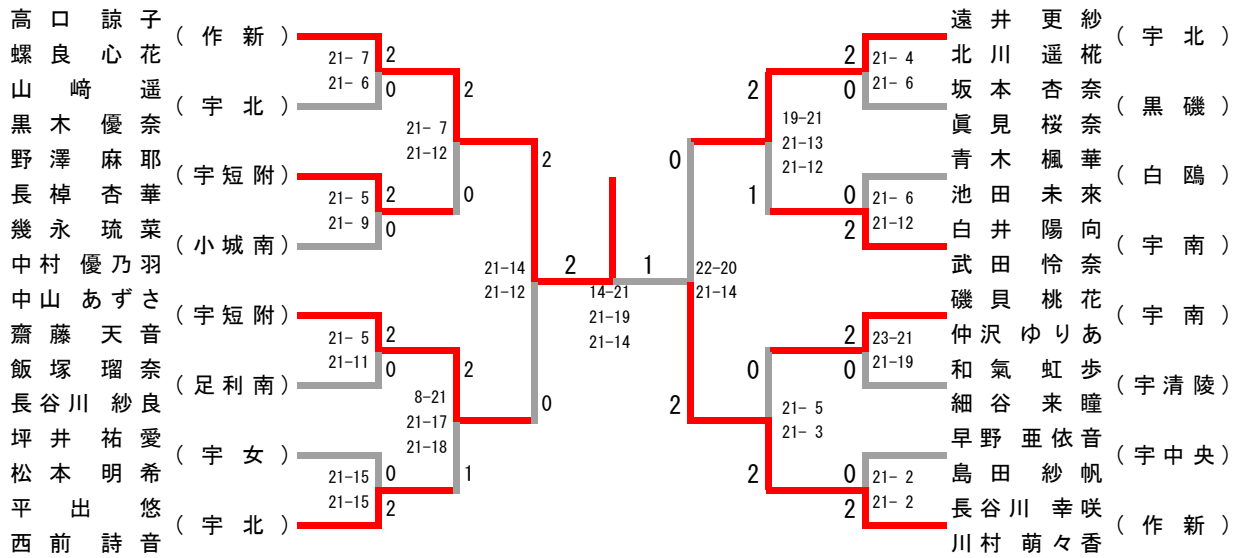 高口 諒子
螺良 心花
(作新)
山﨑 遥
黒木 優奈
(宇北)
野澤 麻耶
長棹 杏華
(宇短附)
幾永 琉菜
中村 優乃羽
(小城南)
中山 あずさ
齋藤 天音
(宇短附)
飯塚 瑠奈
長谷川 紗良
(足利南)
坪井 祐愛
松本 明希
(宇女)
平出 悠
西前 詩音
(宇北)
21- 7
21- 6
2
0
21- 5
21- 9
2
0
21- 5
21-11
2
0
21-15
21-15
0
2
21- 7
21-12
2
0
8-21
21-17
21-18
2
1
21-14
21-12
2
0
2
1
14-21
21-19
21-14
22-20
21-14
0
2
19-21
21-13
21-12
2
1
21- 5
21- 3
0
2
2
0
21- 4
21- 6
0
2
21- 6
21-12
2
0
23-21
21-19
0
2
21- 2
21- 2
遠井 更紗
北川 遥椛
(宇北)
坂本 杏奈
眞見 桜奈
(黒磯)
青木 楓華
池田 未來
(白鴎)
白井 陽向
武田 怜奈
(宇南)
磯貝 桃花
仲沢 ゆりあ
(宇南)
和氣 虹歩
細谷 来瞳
(宇清陵)
早野 亜依音
島田 紗帆
(宇中央)
長谷川 幸咲
川村 萌々香
(作新)